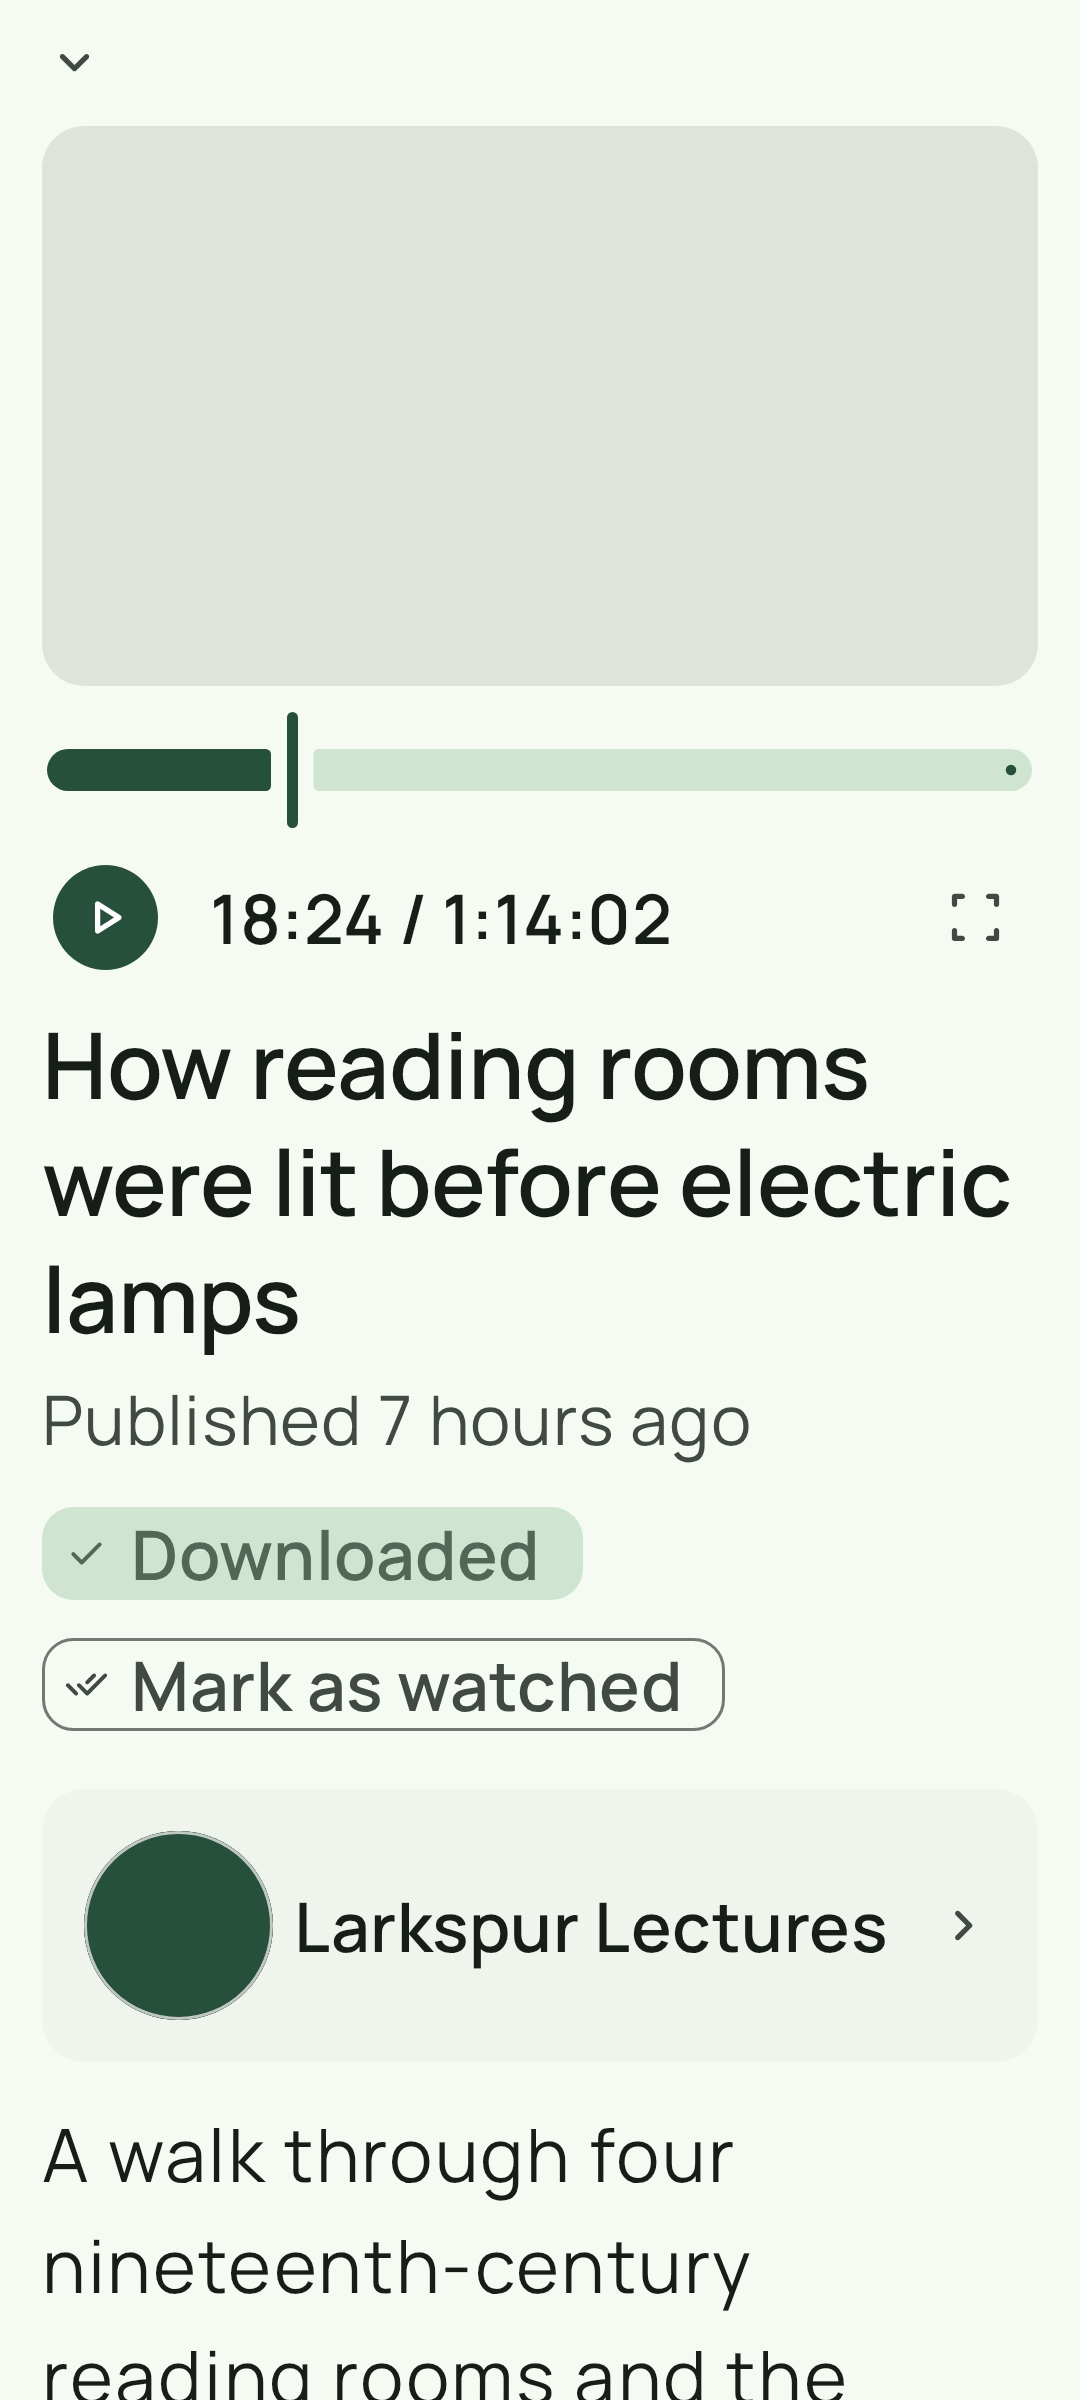 18:24 / 1:14:02
How reading rooms
were lit before electric
lamps
Published 7 hours ago
Downloaded
Mark as watched
Larkspur Lectures
A walk through four
nineteenth-century
reading rooms and the